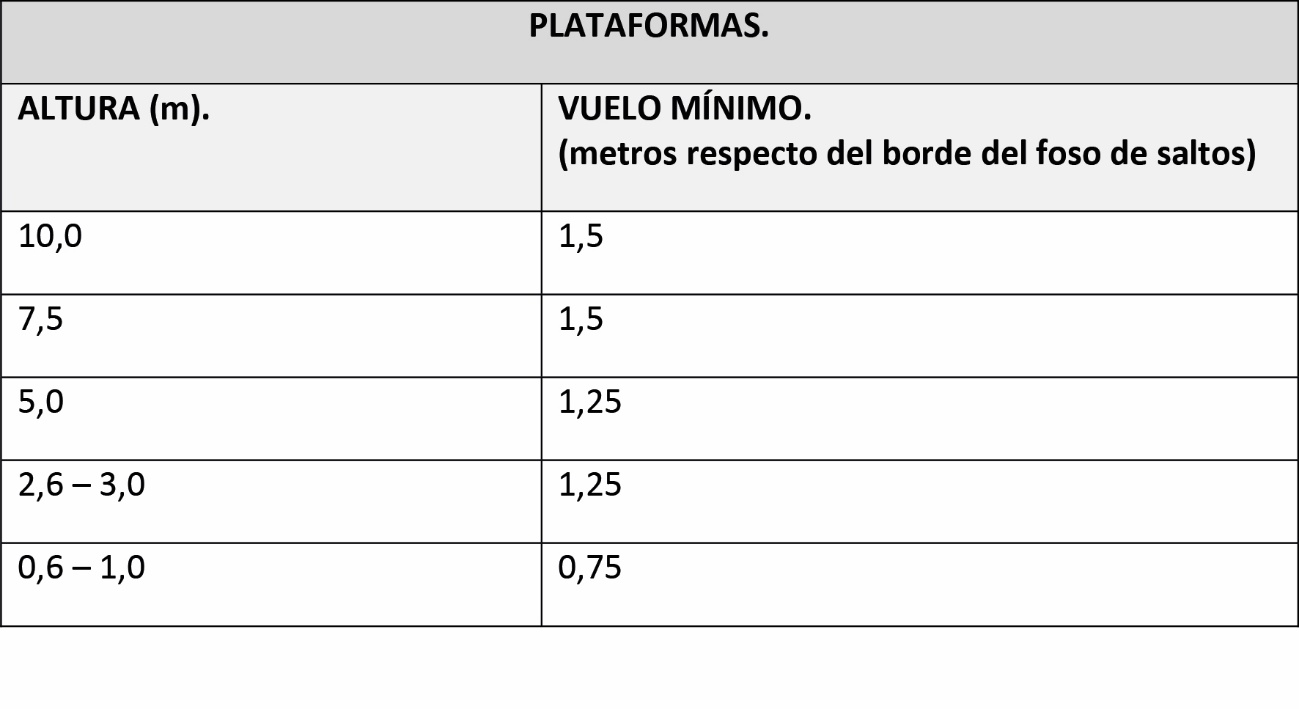 PLATAFORMAS.
ALTURA (m).
VUELO MÍNIMO.
(metros respecto del borde del foso de saltos)
10,0
1,5
7,5
1,5
5,0
1,25
2,6 – 3,0
1,25
0,6 – 1,0
0,75